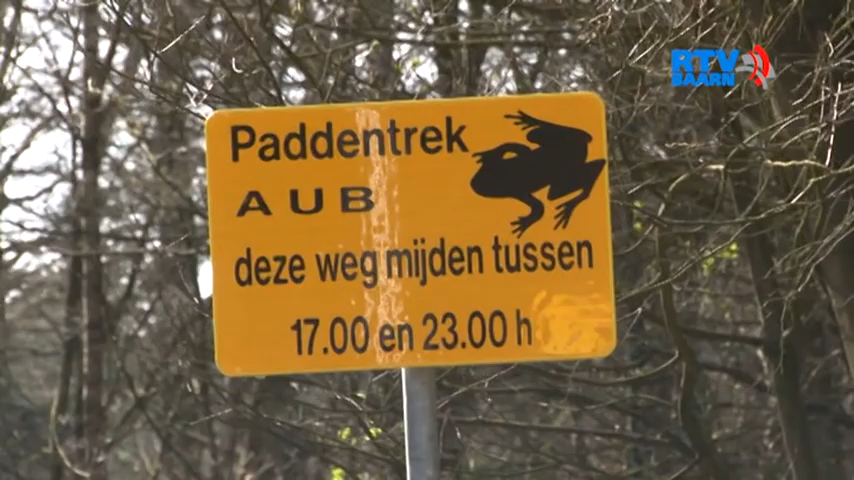 RTV
BAARN
Paddentrek
AUB
deze weg mijden tussen
17.00 en 23.00 h